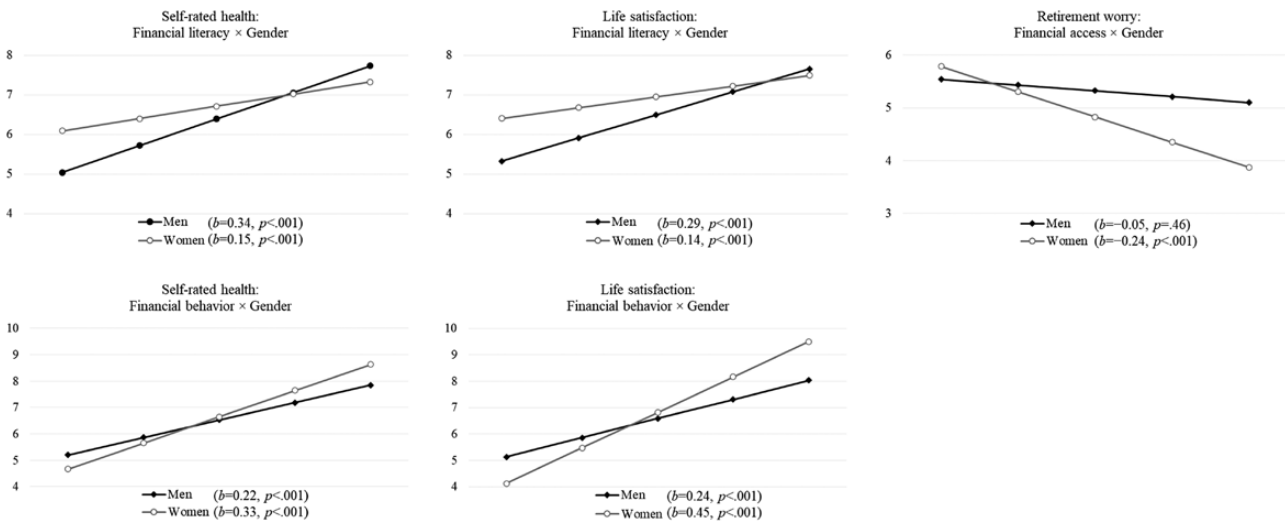 Self-rated health:
Financial literacy × Gender
8
7
6
5
4
Men (b=0.34, p<.001)
Women (b=0.15, p<.001)
Life satisfaction:
Financial literacy × Gender
8
7
6
5
4
Men (b=0.29, p<.001)
Women (b=0.14, p<.001)
Retirement worry:
Financial access × Gender
6
5
4
3
Men (b=−0.05, p=.46)
Women (b=−0.24, p<.001)
Self-rated health:
Financial behavior × Gender
10
9
8
7
6
5
4
Men (b=0.22, p<.001)
Women (b=0.33, p<.001)
Life satisfaction:
Financial behavior × Gender
10
9
8
7
6
5
4
Men (b=0.24, p<.001)
Women (b=0.45, p<.001)